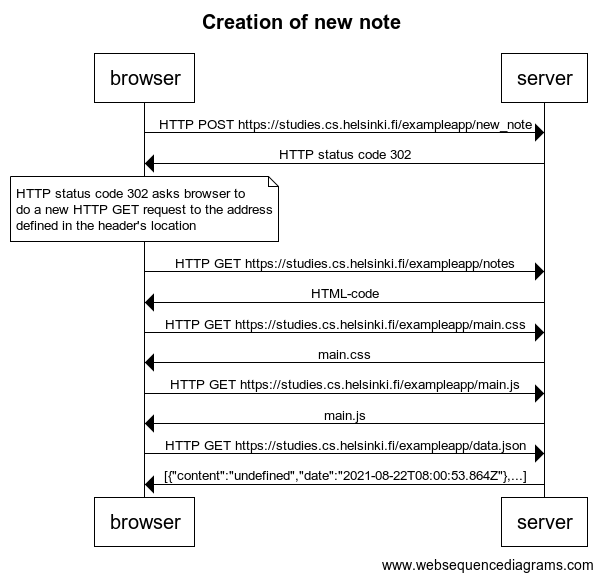 Creation of new note
browser
server
HTTP POST https://studies.cs.helsinki.fi/exampleapp/new_note
HTTP status code 302
HTTP status code 302 asks browser to
do a new HTTP GET request to the address
defined in the header's location
HTTP GET https://studies.cs.helsinki.fi/exampleapp/notes
HTML-code
HTTP GET https://studies.cs.helsinki.fi/exampleapp/main.css
main.css
HTTP GET https://studies.cs.helsinki.fi/exampleapp/main.js
main.js
HTTP GET https://studies.cs.helsinki.fi/exampleapp/data.json
[{"content":"undefined","date":"2021-08-22T08:00:53.864Z"},...]
browser
server
www.websequencediagrams.com